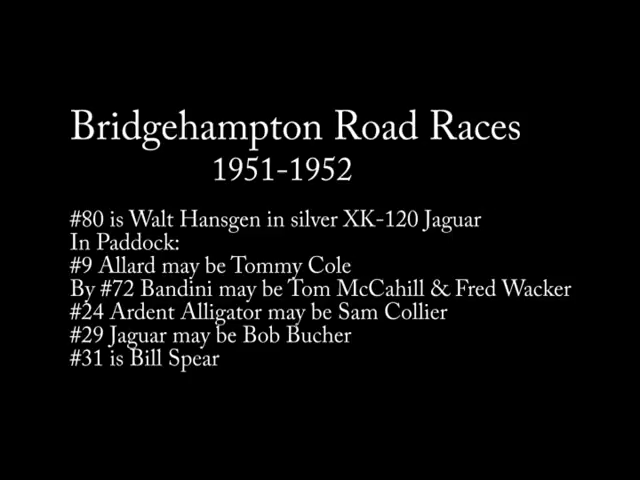 Bridgehampton Road Races
1951-1952
#80 is Walt Hansgen in silver XK-120 Jaguar
In Paddock:
#9 Allard may be Tommy Cole
By #72 Bandini may be Tom McCahill & Fred Wacker
#24 Ardent Alligator may be Sam Collier
#29 Jaguar may be Bob Bucher
#31 is Bill Spear